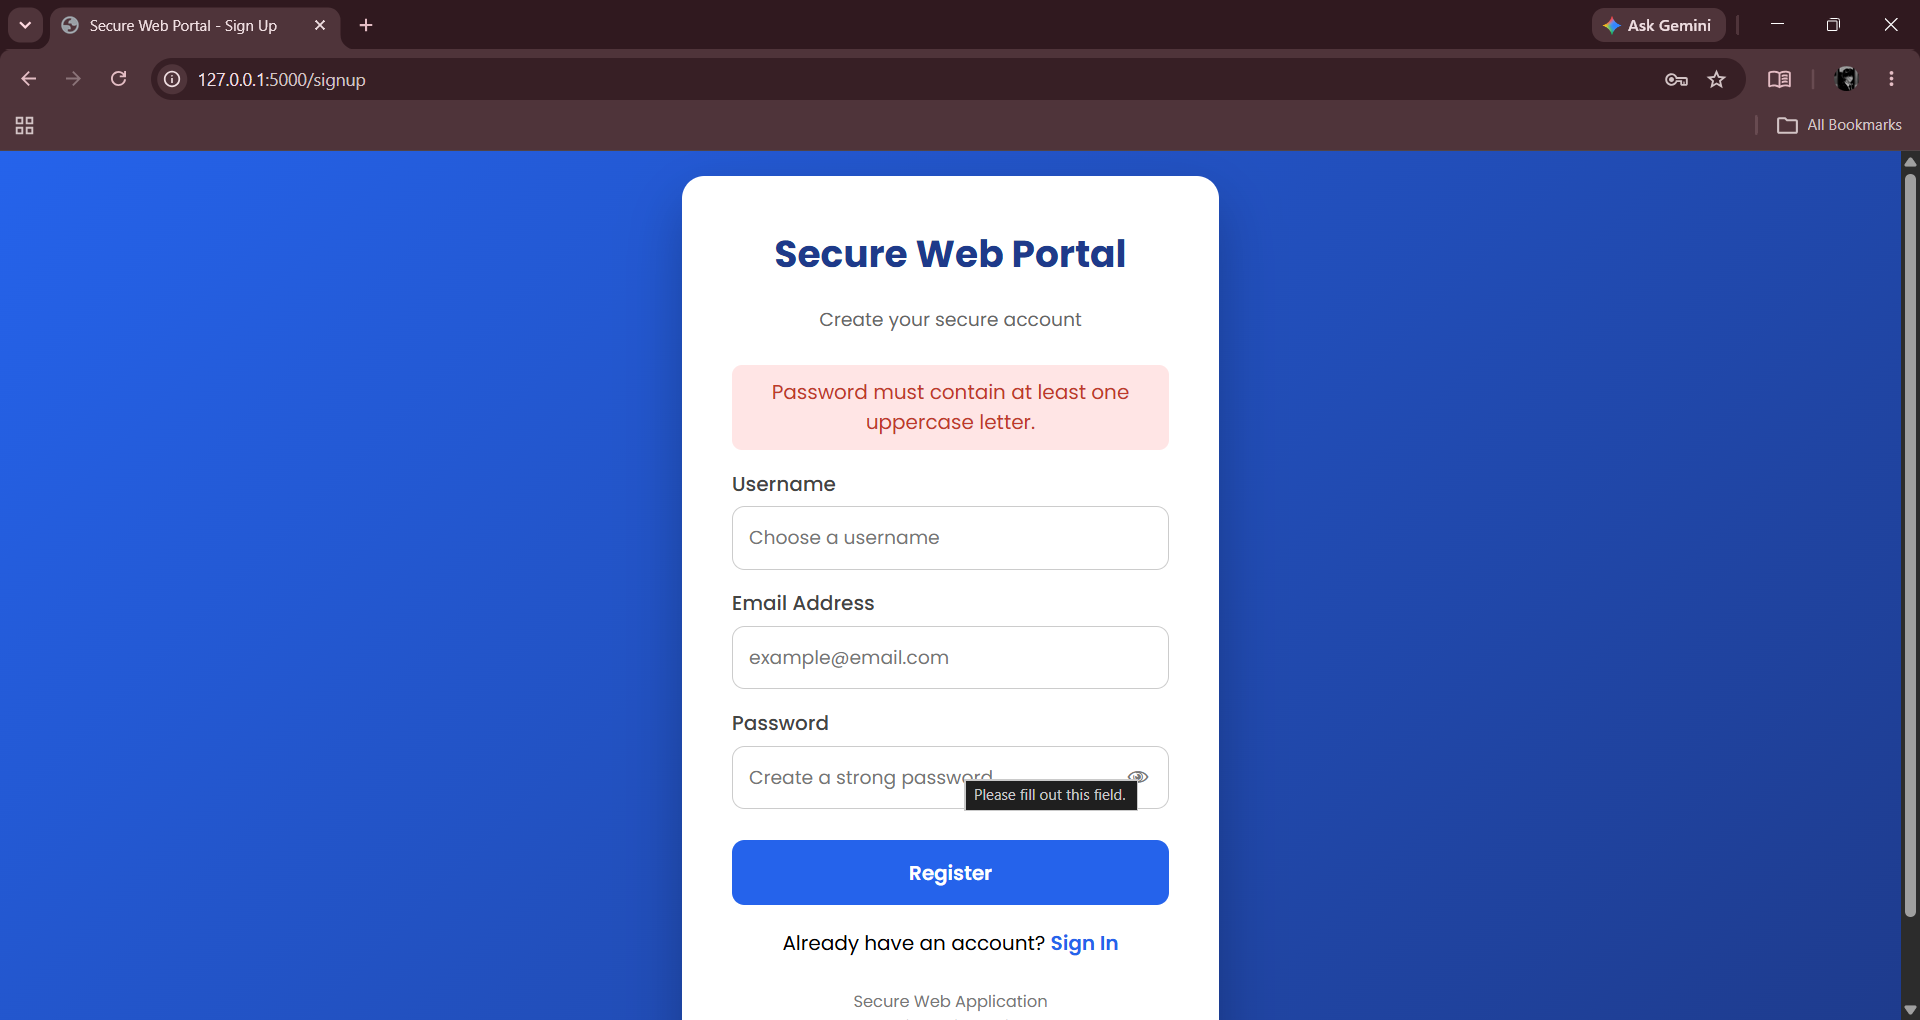 Secure Web Portal - Sign Up
Ask Gemini
127.0.0.1:5000/signup
All Bookmarks
Secure Web Portal
Create your secure account
Password must contain at least one
uppercase letter.
Username
Choose a username
Email Address
example@email.com
Password
Create a strong password
Please fill out this field.
Register
Already have an account? Sign In
Secure Web Application